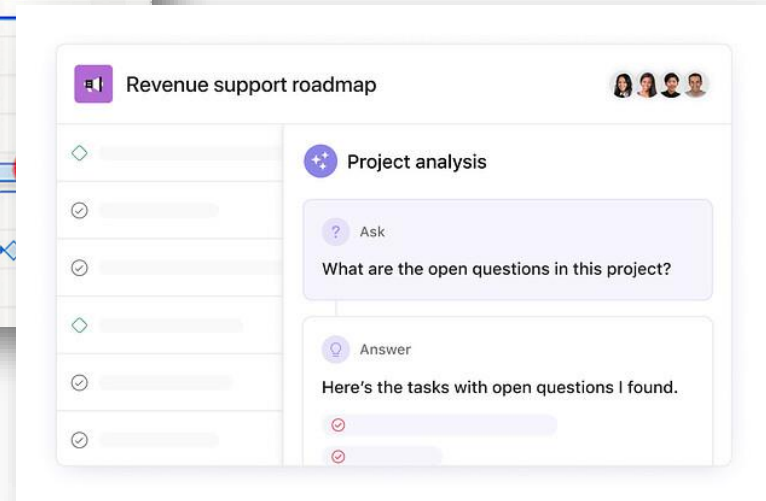 Revenue support roadmap
Project analysis
? Ask
What are the open questions in this project?
Answer
Here's the tasks with open questions I found.